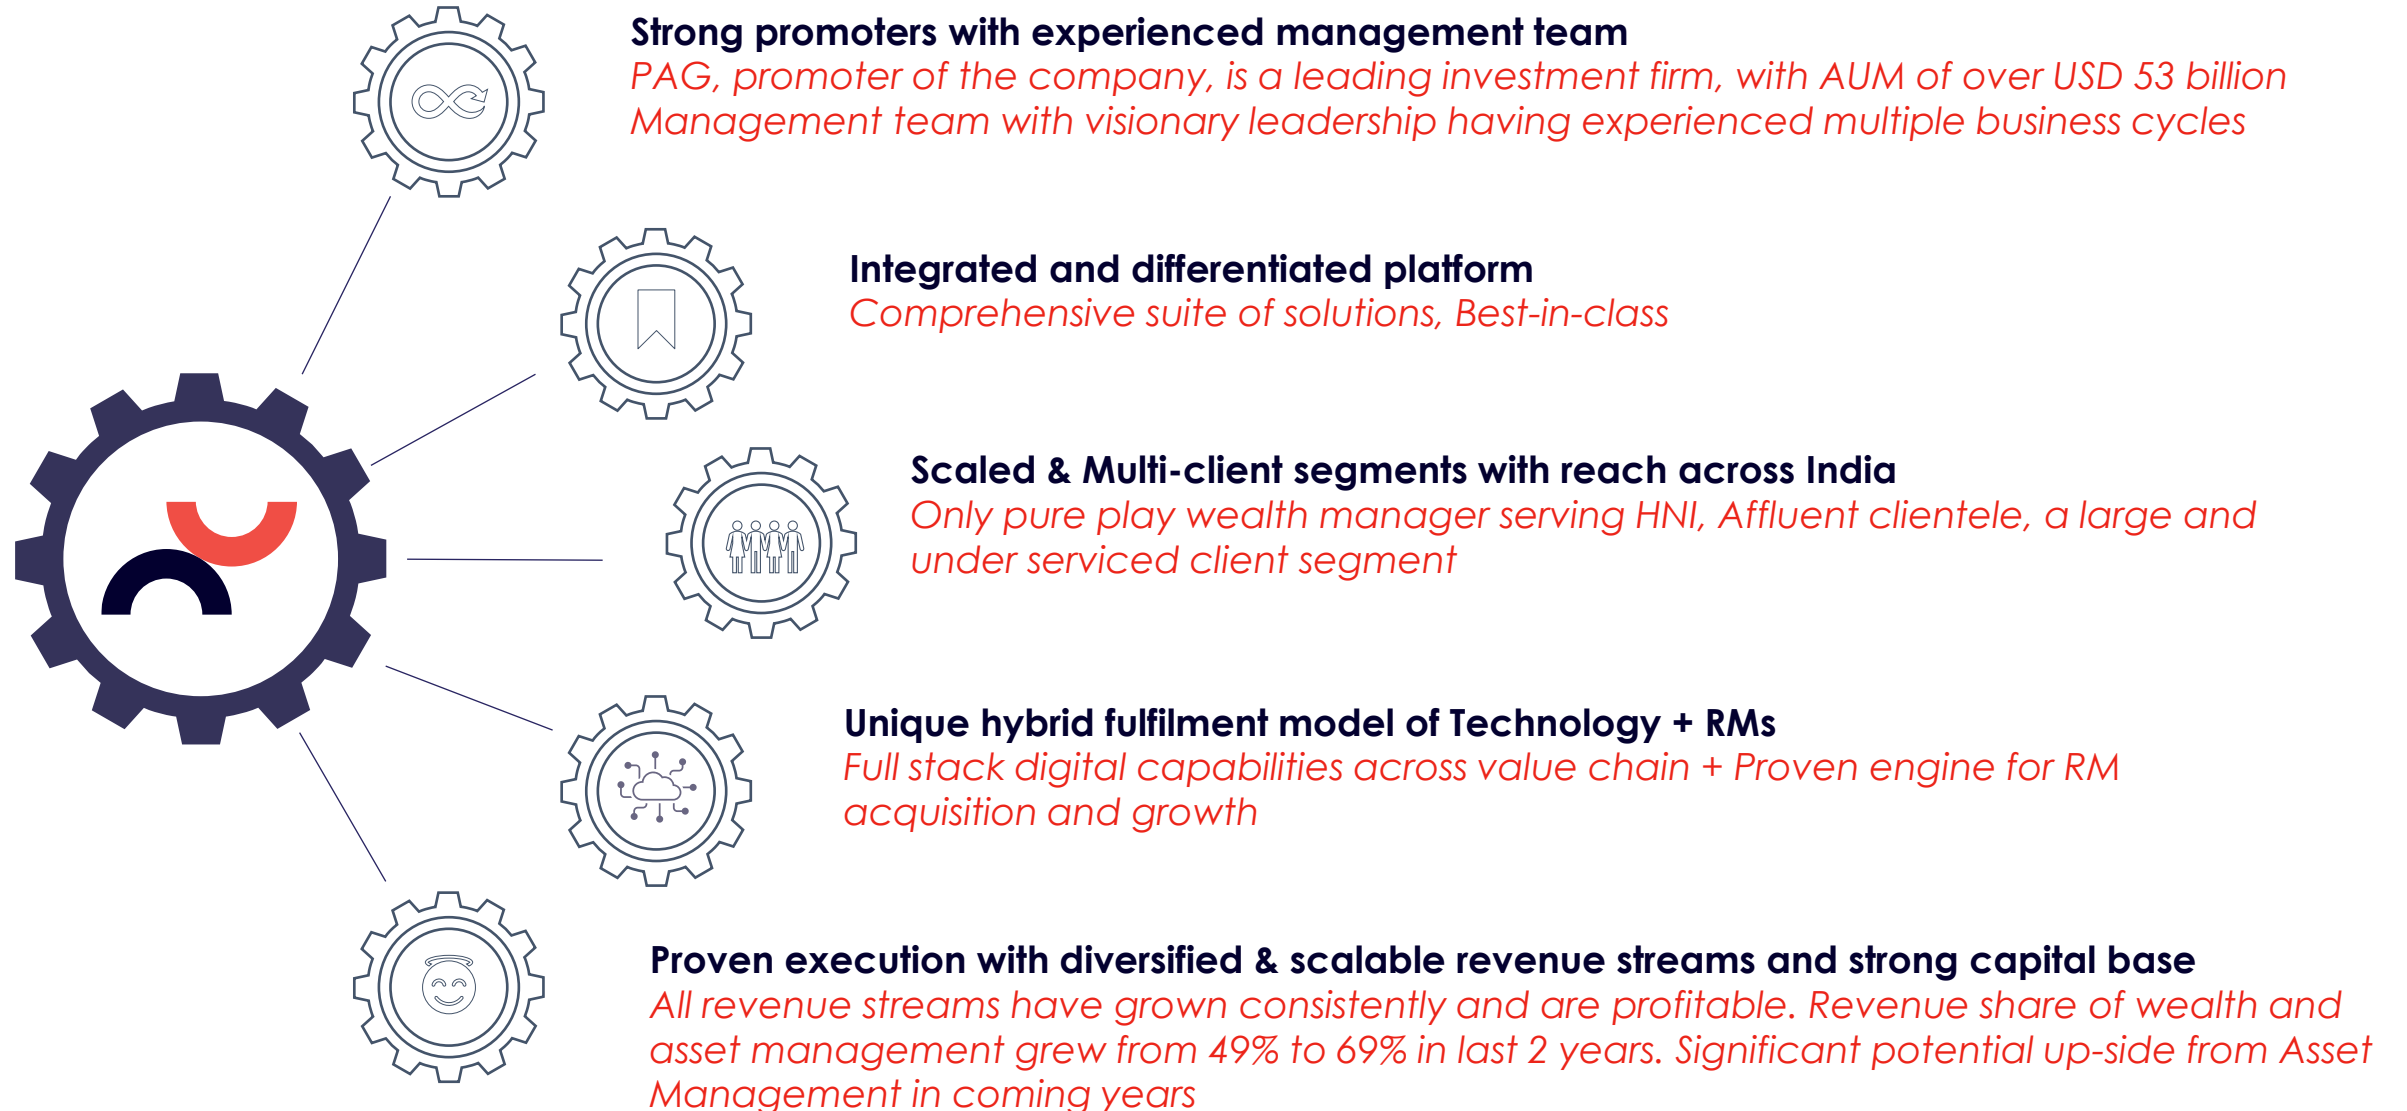 Strong promoters with experienced management team
PAG, promoter of the company, is a leading investment firm, with AUM of over USD 53 billion
Management team with visionary leadership having experienced multiple business cycles
Integrated and differentiated platform
Comprehensive suite of solutions, Best-in-class
Scaled & Multi-client segments with reach across India
Only pure play wealth manager serving HNI, Affluent clientele, a large and
under serviced client segment
Unique hybrid fulfilment model of Technology + RMs
Full stack digital capabilities across value chain + Proven engine for RM
acquisition and growth
Proven execution with diversified & scalable revenue streams and strong capital base
All revenue streams have grown consistently and are profitable. Revenue share of wealth and
asset management grew from 49% to 69% in last 2 years. Significant potential up-side from Asset
Management in coming years